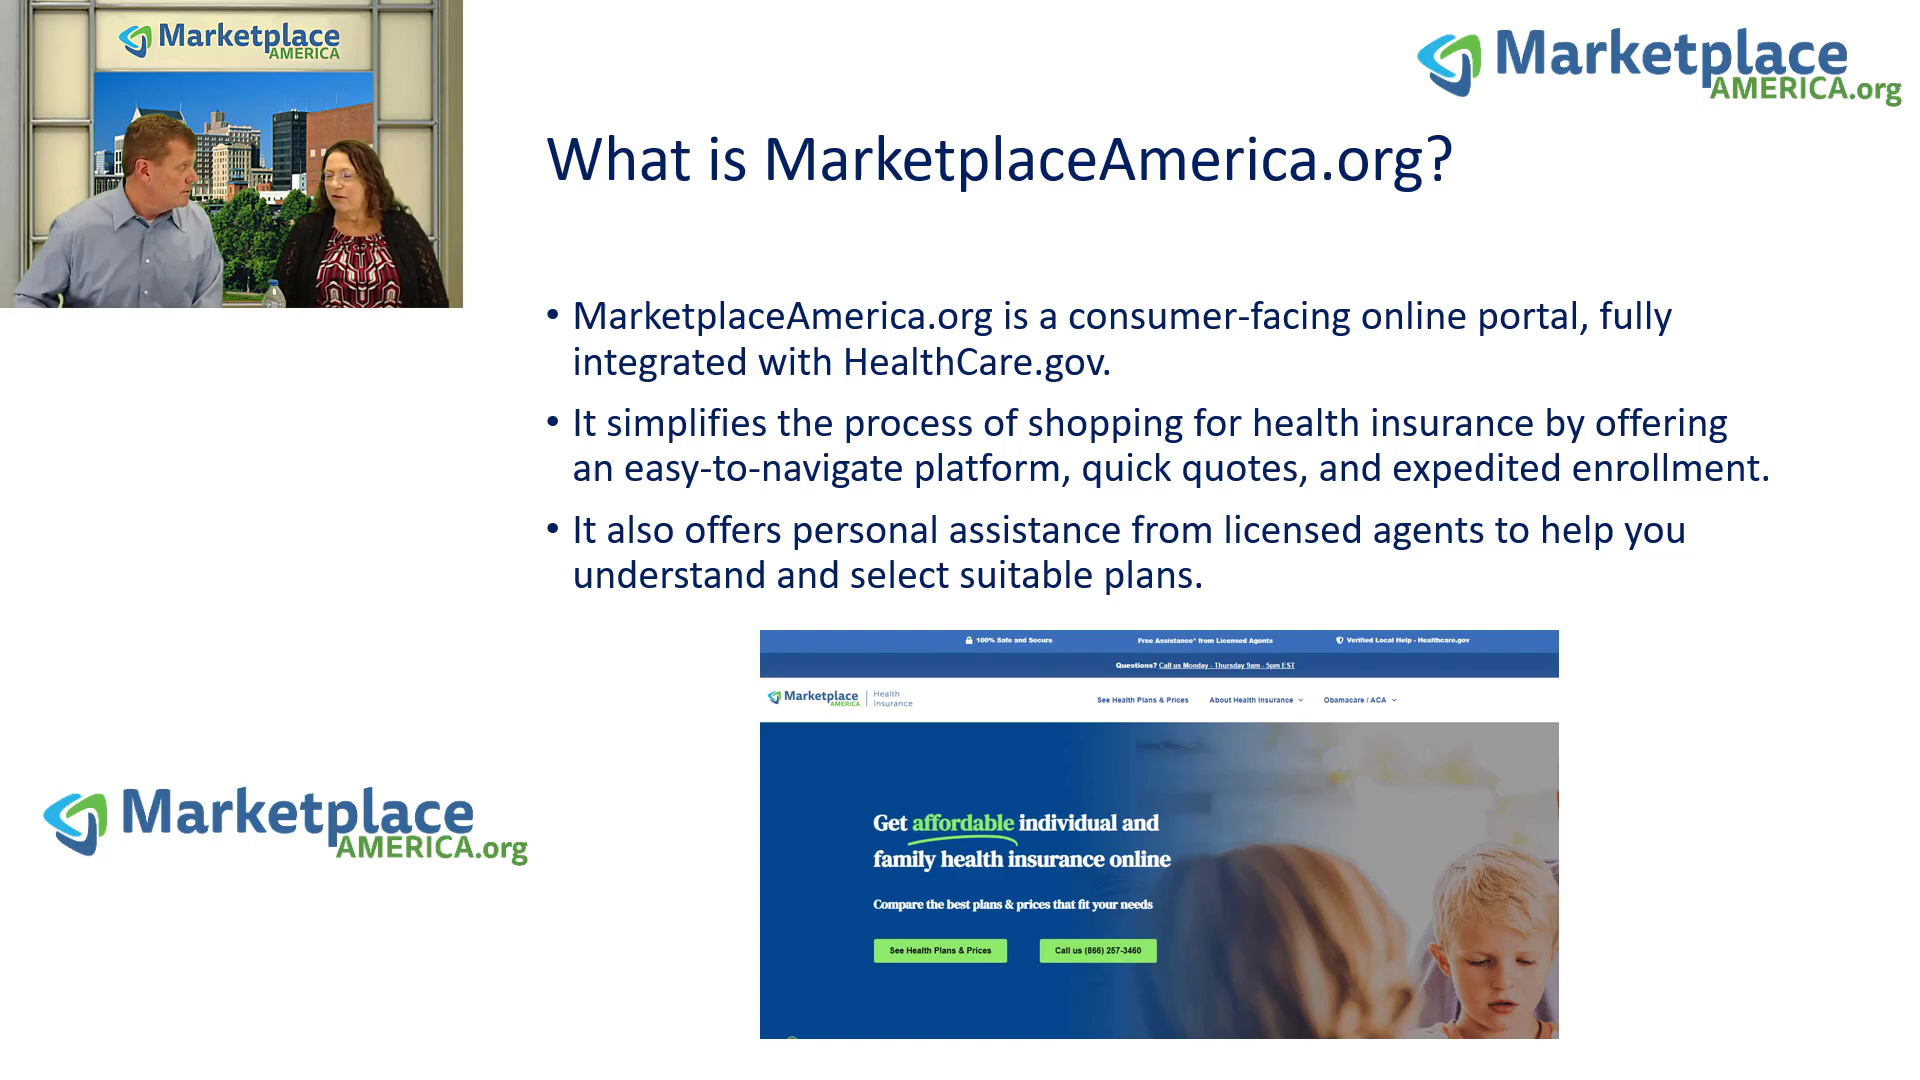 Marketplace
AMERICA
Marketplace
AMERICA.org
What is MarketplaceAmerica.org?
• MarketplaceAmerica.org is a consumer-facing online portal, fully
integrated with HealthCare.gov.
• It simplifies the process of shopping for health insurance by offering
an easy-to-navigate platform, quick quotes, and expedited enrollment.
• It also offers personal assistance from licensed agents to help you
understand and select suitable plans.
100% Safe and Secure
Free Assistance* from Licensed Agents
Verified Local Help - Healthcare.gov
Questions? Call us Monday - Thursday 9am - 5pm EST
Marketplace
AMERICA
Health
Insurance
See Health Plans & Prices
About Health Insurance
Obamacare / ACA
Get affordable individual and
family health insurance online
Compare the best plans & prices that fit your needs
See Health Plans & Prices
Call us (866) 257-3460
Marketplace
AMERICA.org